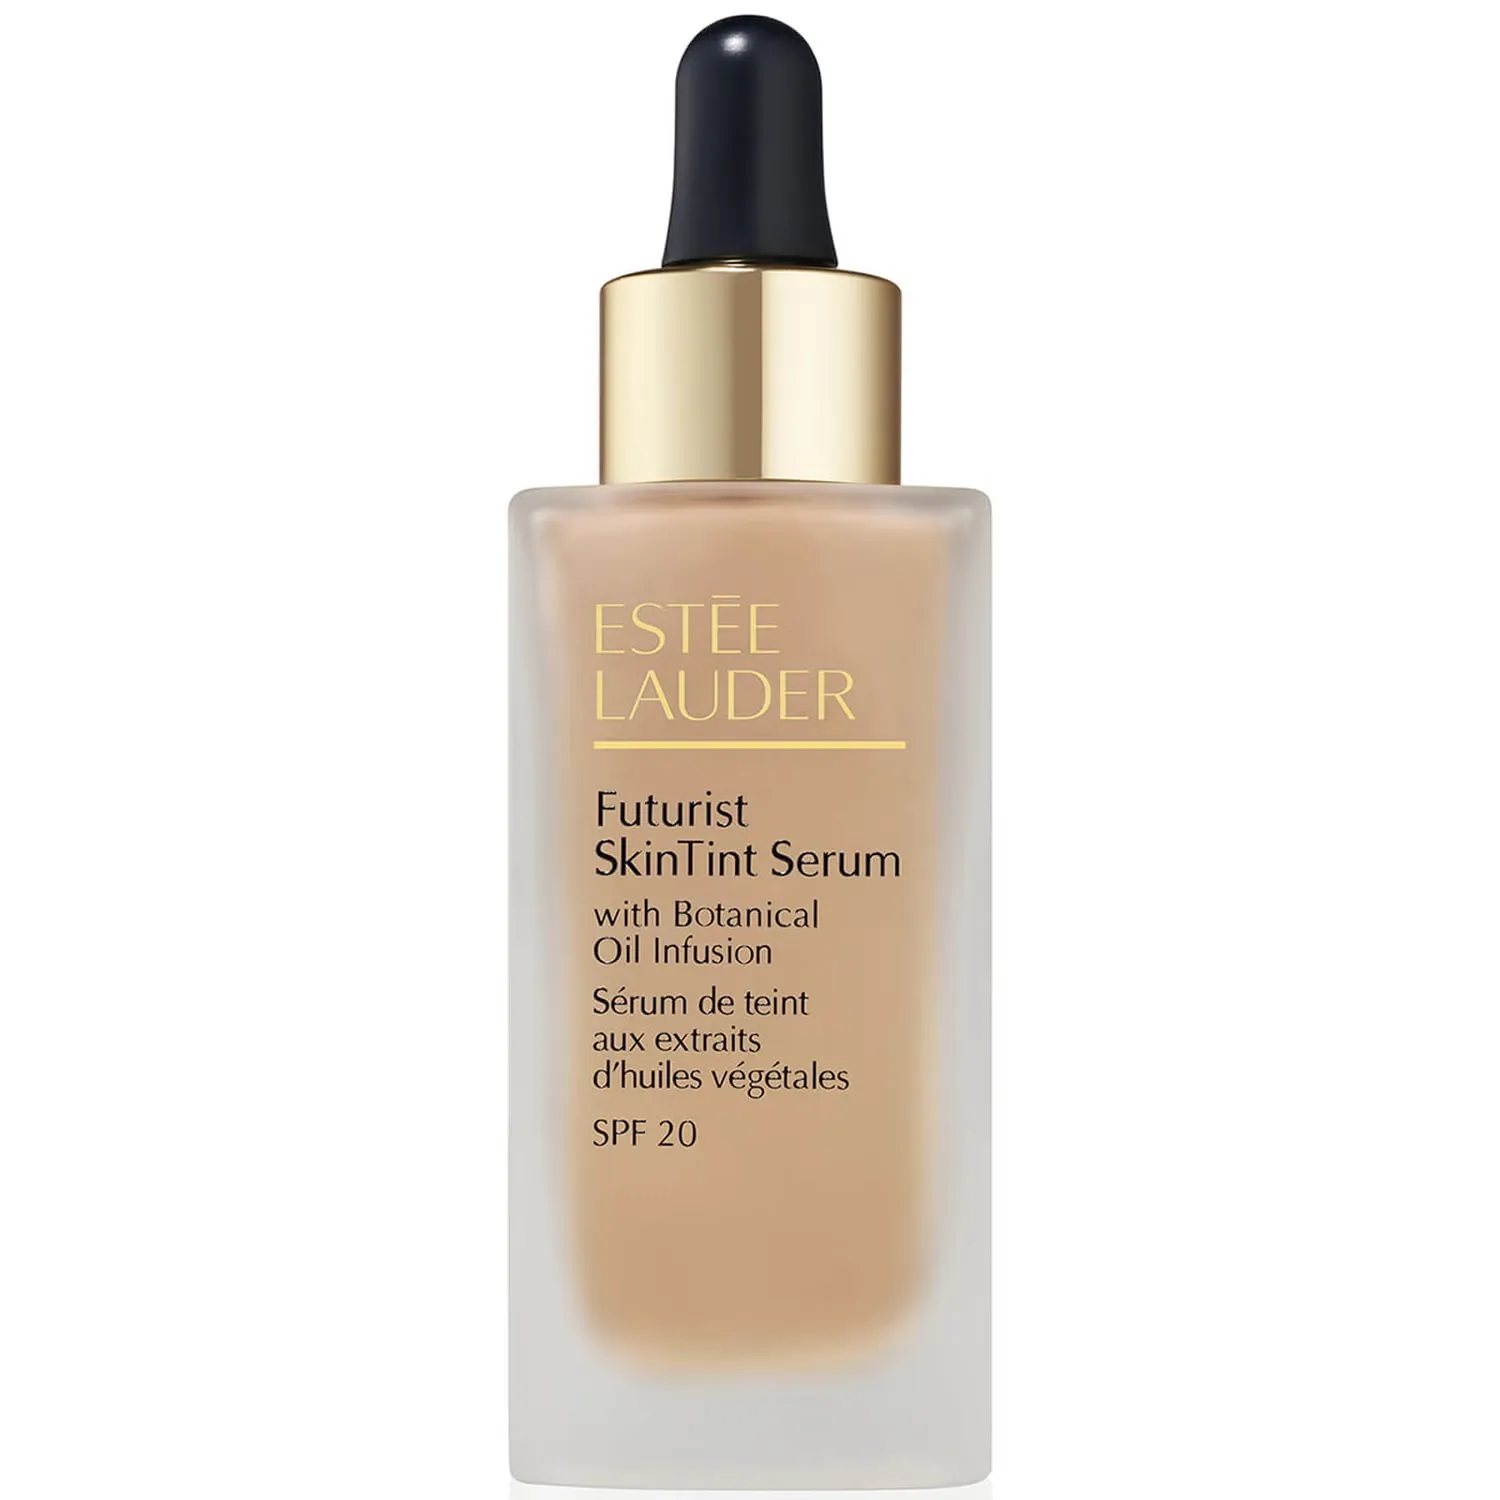 ESTĒE
LAUDER
Futurist
SkinTint Serum
with Botanical
Oil Infusion
Sérum de teint
aux extraits
d'huiles végétales
SPF 20